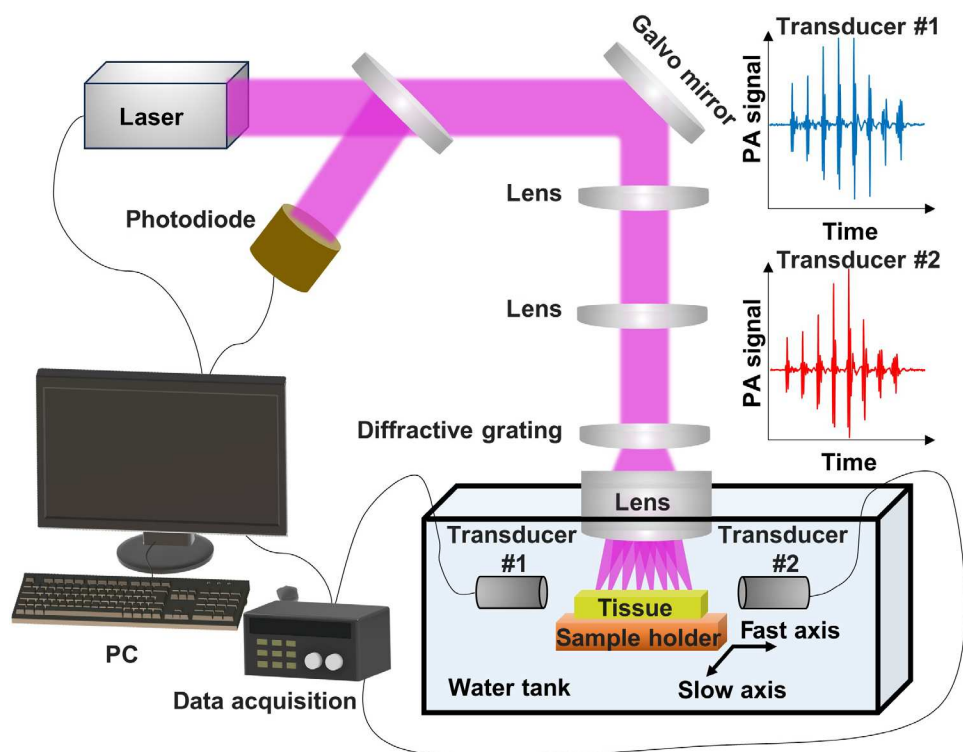 Transducer #1
PA signal
Time
Laser
Galvo mirror
Photodiode
Lens
Transducer #2
PA signal
Time
Lens
Diffractive grating
Lens
Transducer
#1
Transducer
#2
Tissue
Sample holder
Fast axis
Slow axis
Water tank
PC
Data acquisition